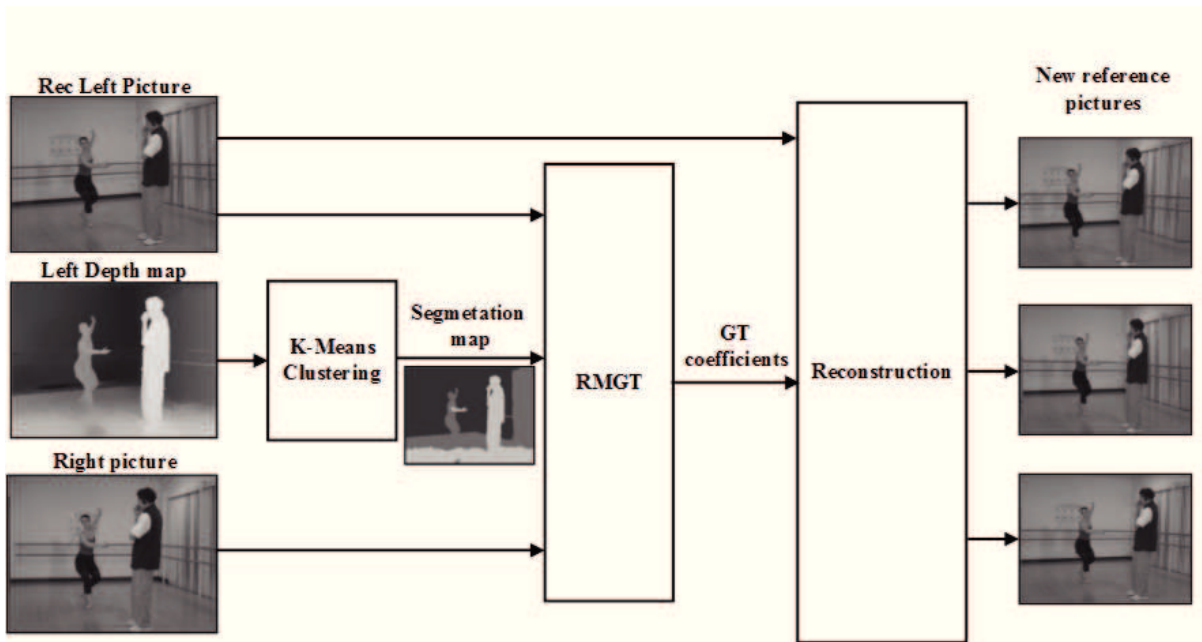 Rec Left Picture
New reference
pictures
Left Depth map
K-Means
Clustering
Segmetation
map
RMGT
GT
coefficients
Reconstruction
Right picture